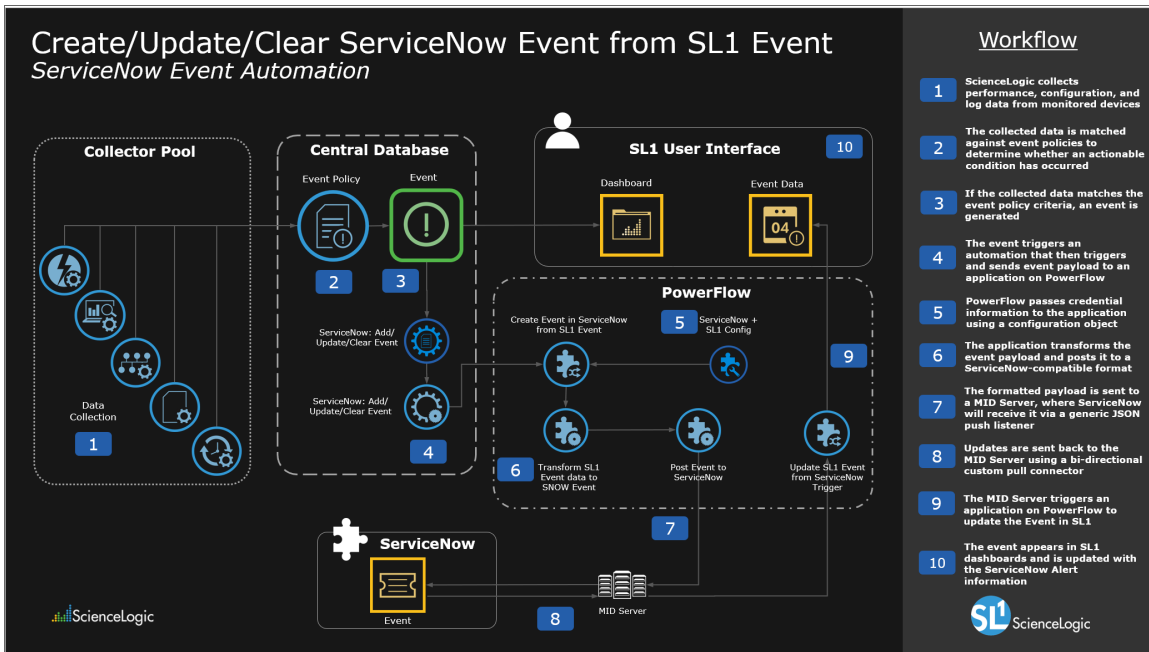 Create/Update/Clear ServiceNow Event from SL1 Event
ServiceNow Event Automation
Collector Pool
Data
Collection
1
Central Database
Event Policy
Event
2
3
ServiceNow: Add/
Update/Clear Event
ServiceNow: Add/
Update/Clear Event
4
SL1 User Interface
10
Dashboard
Event Data
04
PowerFlow
Create Event in ServiceNow
from SL1 Event
5
ServiceNow +
SL1 Config
9
6
Transform SL1
Event data to
SNOW Event
Post Event to
ServiceNow
Update SL1 Event
from ServiceNow
Trigger
7
ServiceNow
Event
8
MID Server
ScienceLogic
Workflow
1
ScienceLogic collects
performance, configuration, and
log data from monitored devices
2
The collected data is matched
against event policies to
determine whether an actionable
condition has occurred
3
If the collected data matches the
event policy criteria, an event is
generated
4
The event triggers an
automation that then triggers
and sends event payload to an
application on PowerFlow
5
PowerFlow passes credential
information to the application
using a configuration object
6
The application transforms the
event payload and posts it to a
ServiceNow-compatible format
7
The formatted payload is sent to
a MID Server, where ServiceNow
will receive it via a generic JSON
push listener
8
Updates are sent back to the
MID Server using a bi-directional
custom pull connector
9
The MID Server triggers an
application on PowerFlow to
update the Event in SL1
10
The event appears in SL1
dashboards and is updated with
the ServiceNow Alert
information
SL1
ScienceLogic